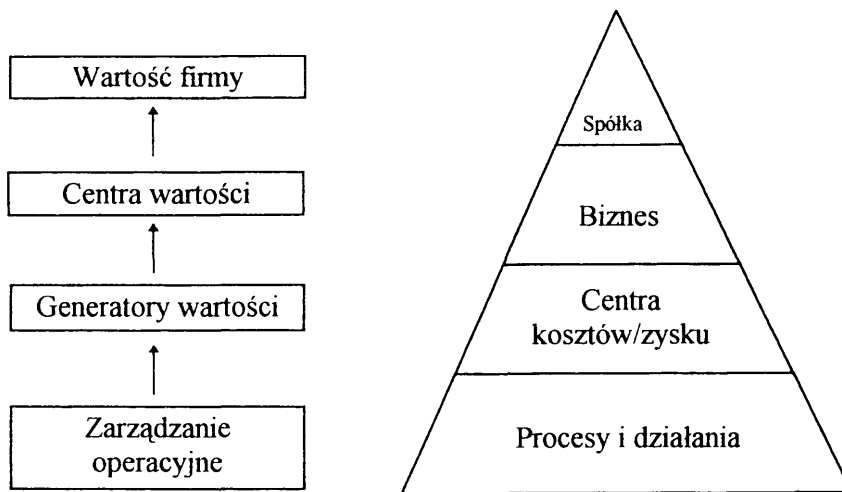 Wartość firmy
Centra wartości
Generatory wartości
Zarządzanie
operacyjne
Spółka
Biznes
Centra
kosztów/zysku
Procesy i działania